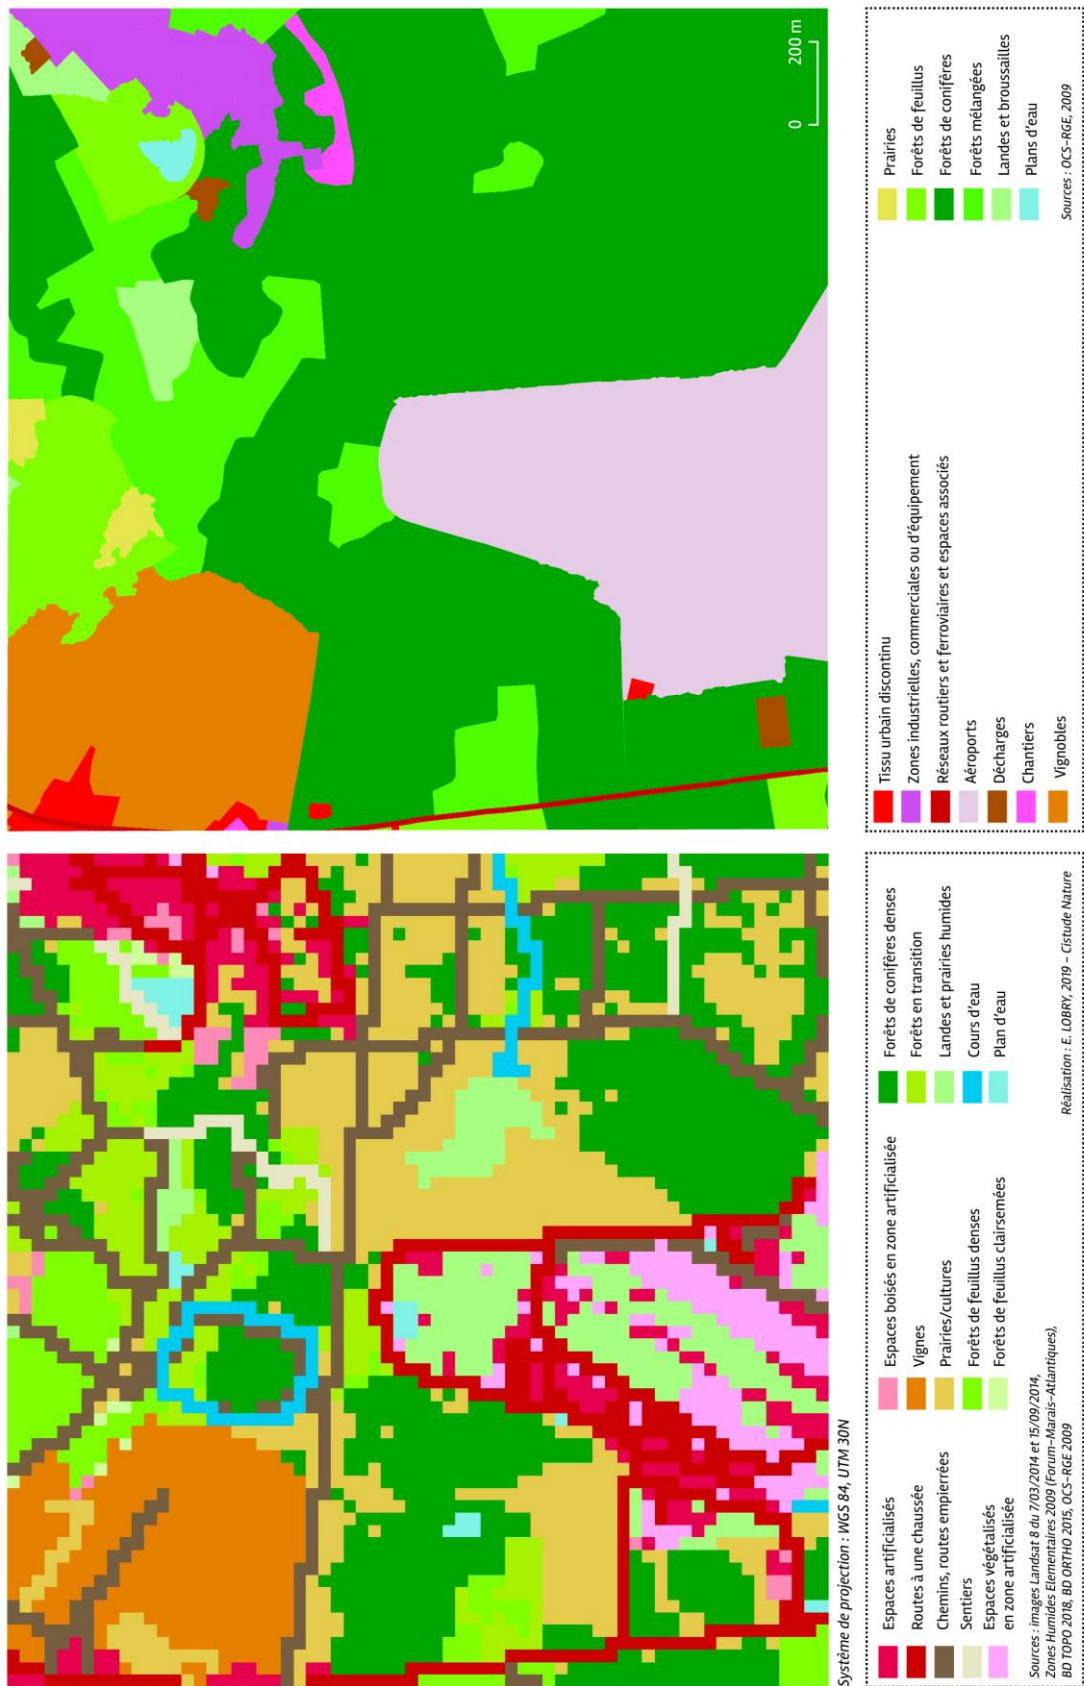 Système de projection : WGS 84, UTM 30N
Espaces artificialisés
Routes à une chaussée
Chemins, routes empierrées
Sentiers
Espaces végétalisés
en zone artificialisée
Espaces boisés en zone artificialisée
Vignes
Prairies/cultures
Forêts de feuillus denses
Forêts de feuillus clairsemées
Forêts de conifères denses
Forêts en transition
Landes et prairies humides
Cours d'eau
Plan d'eau
Sources : images Landsat 8 du 7/03/2014 et 15/09/2014,
Zones Humides Elementaires 2009 (Forum-Marais-Atlantiques),
BD TOPO 2018, BD ORTHO 2015, OCS-RGE 2009
Réalisation : E. LOBRY, 2019 – Cistude Nature
0 200 m
Tissu urbain discontinu
Zones industrielles, commerciales ou d'équipement
Réseaux routiers et ferroviaires et espaces associés
Aéroports
Décharges
Chantiers
Vignobles
Prairies
Forêts de feuillus
Forêts de conifères
Forêts mélangées
Landes et broussailles
Plans d'eau
Sources : OCS-RGE, 2009